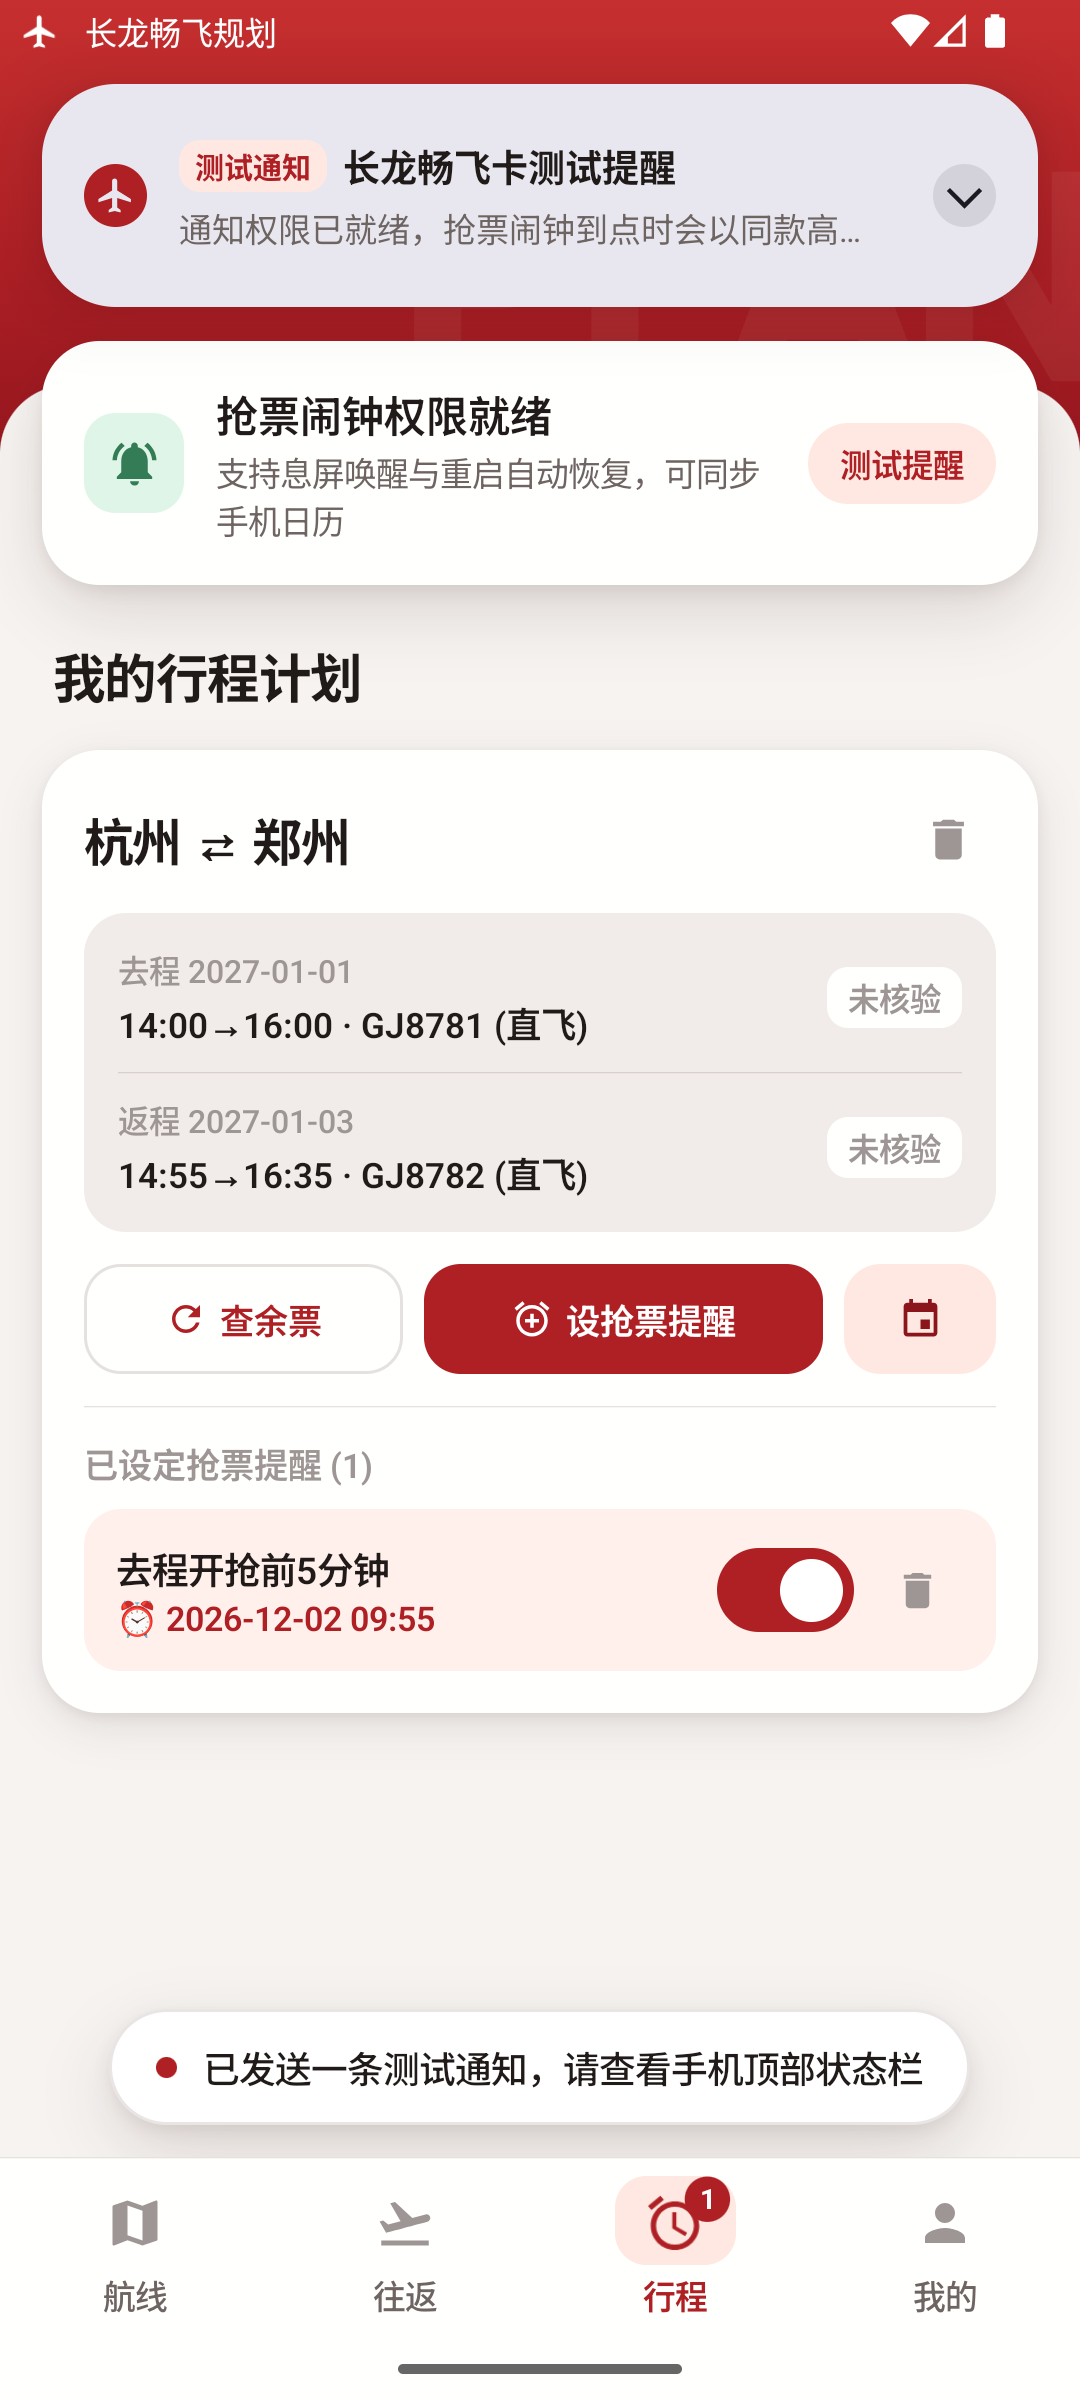 长龙畅飞规划
测试通知 长龙畅飞卡测试提醒
通知权限已就绪，抢票闹钟到点时会以同款高...
抢票闹钟权限就绪
支持息屏唤醒与重启自动恢复，可同步
手机日历
测试提醒
我的行程计划
杭州 ⇄ 郑州
去程 2027-01-01
14:00→16:00 · GJ8781 (直飞)
未核验
返程 2027-01-03
14:55→16:35 · GJ8782 (直飞)
未核验
查余票
设抢票提醒
已设定抢票提醒 (1)
去程开抢前5分钟
⏰ 2026-12-02 09:55
已发送一条测试通知，请查看手机顶部状态栏
1
航线
往返
行程
我的